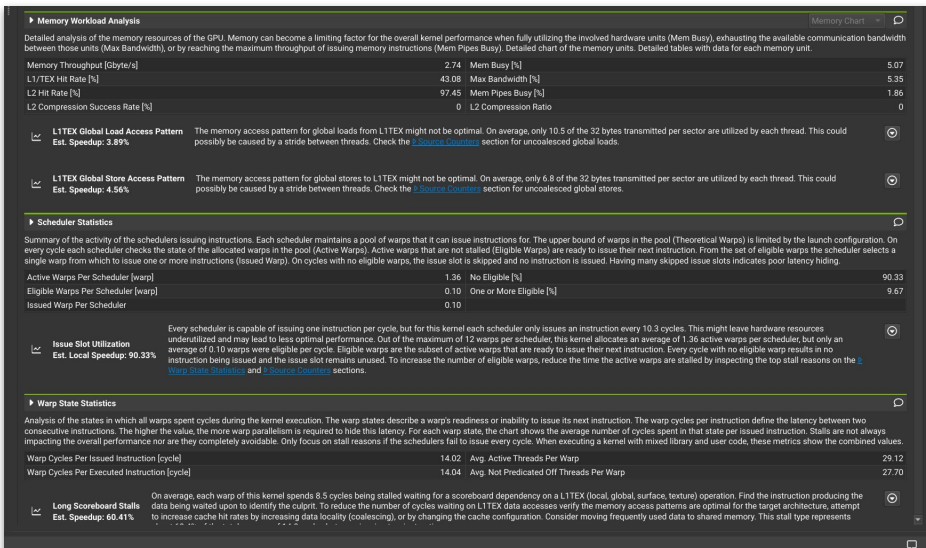 Memory Workload Analysis
Memory Chart
Detailed analysis of the memory resources of the GPU. Memory can become a limiting factor for the overall kernel performance when fully utilizing the involved hardware units (Mem Busy), exhausting the available communication bandwidth
between those units (Max Bandwidth), or by reaching the maximum throughput of issuing memory instructions (Mem Pipes Busy). Detailed chart of the memory units. Detailed tables with data for each memory unit.
Memory Throughput [Gbyte/s] 2.74 Mem Busy [%] 5.07
L1/TEX Hit Rate [%] 43.08 Max Bandwidth [%] 5.35
L2 Hit Rate [%] 97.45 Mem Pipes Busy [%] 1.86
L2 Compression Success Rate [%] 0 L2 Compression Ratio 0
L1TEX Global Load Access Pattern
Est. Speedup: 3.89%
The memory access pattern for global loads from L1TEX might not be optimal. On average, only 10.5 of the 32 bytes transmitted per sector are utilized by each thread. This could
possibly be caused by a stride between threads. Check the Source Counters section for uncoalesced global loads.
L1TEX Global Store Access Pattern
Est. Speedup: 4.56%
The memory access pattern for global stores to L1TEX might not be optimal. On average, only 6.8 of the 32 bytes transmitted per sector are utilized by each thread. This could
possibly be caused by a stride between threads. Check the Source Counters section for uncoalesced global stores.
Scheduler Statistics
Summary of the activity of the schedulers issuing instructions. Each scheduler maintains a pool of warps that it can issue instructions for. The upper bound of warps in the pool (Theoretical Warps) is limited by the launch configuration. On
every cycle each scheduler checks the state of the allocated warps in the pool (Active Warps). Active warps that are not stalled (Eligible Warps) are ready to issue their next instruction. From the set of eligible warps the scheduler selects a
single warp from which to issue one or more instructions (Issued Warp). On cycles with no eligible warps, the issue slot is skipped and no instruction is issued. Having many skipped issue slots indicates poor latency hiding.
Active Warps Per Scheduler [warp] 1.36 No Eligible [%] 90.33
Eligible Warps Per Scheduler [warp] 0.10 One or More Eligible [%] 9.67
Issued Warp Per Scheduler 0.10
Issue Slot Utilization
Est. Local Speedup: 90.33%
Every scheduler is capable of issuing one instruction per cycle, but for this kernel each scheduler only issues an instruction every 10.3 cycles. This might leave hardware resources
underutilized and may lead to less optimal performance. Out of the maximum of 12 warps per scheduler, this kernel allocates an average of 1.36 active warps per scheduler, but only an
average of 0.10 warps were eligible per cycle. Eligible warps are the subset of active warps that are ready to issue their next instruction. Every cycle with no eligible warp results in no
instruction being issued and the issue slot remains unused. To increase the number of eligible warps, reduce the time the active warps are stalled by inspecting the top stall reasons on the
Warp State Statistics and Source Counters sections.
Warp State Statistics
Analysis of the states in which all warps spent cycles during the kernel execution. The warp states describe a warp's readiness or inability to issue its next instruction. The warp cycles per instruction define the latency between two
consecutive instructions. The higher the value, the more warp parallelism is required to hide this latency. For each warp state, the chart shows the average number of cycles spent in that state per issued instruction. Stalls are not always
impacting the overall performance nor are they completely avoidable. Only focus on stall reasons if the schedulers fail to issue every cycle. When executing a kernel with mixed library and user code, these metrics show the combined values.
Warp Cycles Per Issued Instruction [cycle] 14.02 Avg. Active Threads Per Warp 29.12
Warp Cycles Per Executed Instruction [cycle] 14.04 Avg. Not Predicated Off Threads Per Warp 27.70
Long Scoreboard Stalls
Est. Speedup: 60.41%
On average, each warp of this kernel spends 8.5 cycles being stalled waiting for a scoreboard dependency on a L1TEX (local, global, surface, texture) operation. Find the instruction producing the
data being waited upon to identify the culprit. To reduce the number of cycles waiting on L1TEX data accesses verify the memory access patterns are optimal for the target architecture, attempt
to increase cache hit rates by increasing data locality (coalescing), or by changing the cache configuration. Consider moving frequently used data to shared memory. This stall type represents